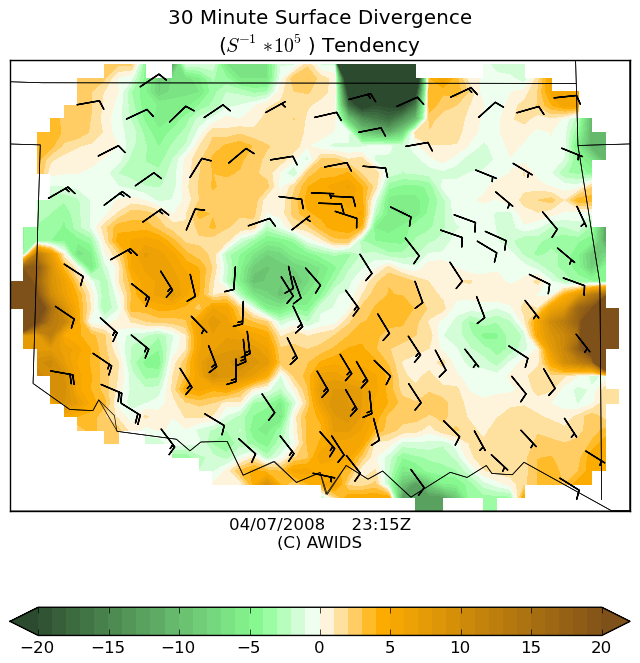 30 Minute Surface Divergence
(S⁻¹ *10⁵ ) Tendency
04/07/2008 23:15Z
(C) AWIDS
−20 −15 −10 −5 0 5 10 15 20